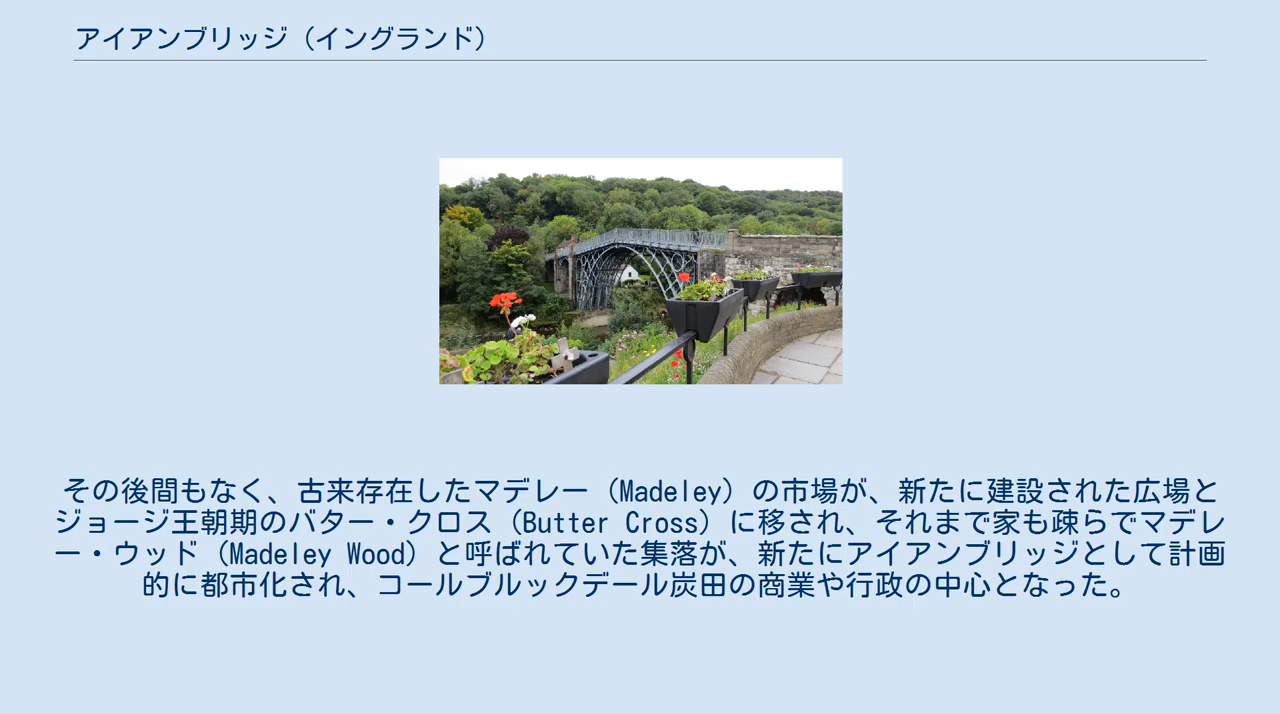 アイアンブリッジ（イングランド）
その後間もなく、古来存在したマデレー（Madeley）の市場が、新たに建設された広場と
ジョージ王朝期のバター・クロス（Butter Cross）に移され、それまで家も疎らでマデレ
ー・ウッド（Madeley Wood）と呼ばれていた集落が、新たにアイアンブリッジとして計画
的に都市化され、コールブルックデール炭田の商業や行政の中心となった。